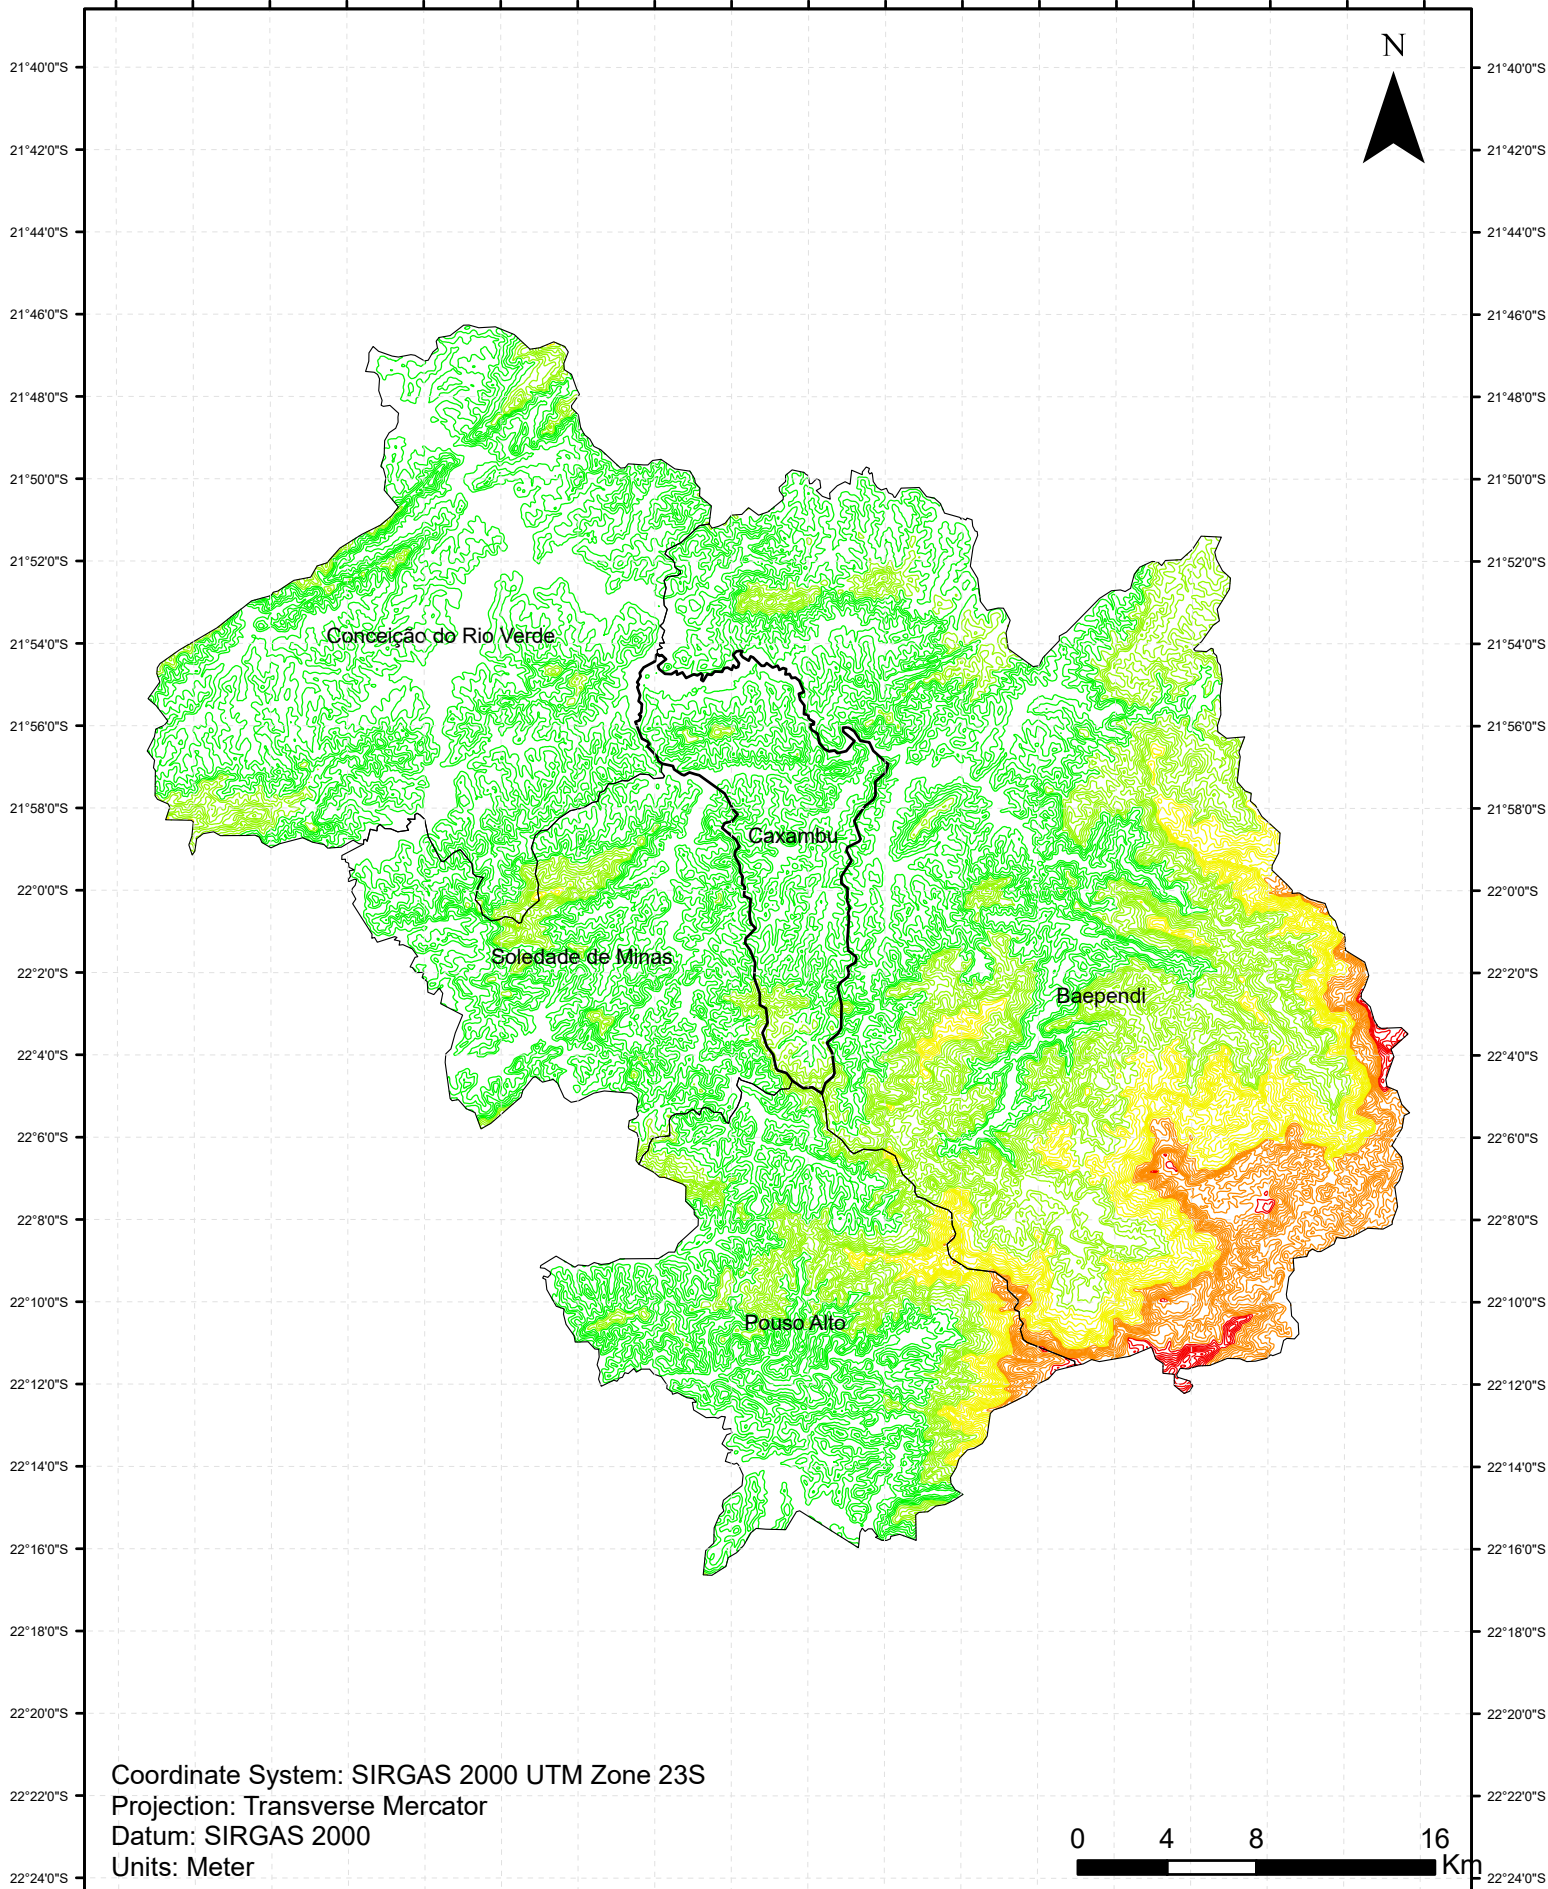 N
21°40'0"S 21°40'0"S
21°42'0"S 21°42'0"S
21°44'0"S 21°44'0"S
21°46'0"S 21°46'0"S
21°48'0"S 21°48'0"S
21°50'0"S 21°50'0"S
21°52'0"S 21°52'0"S
Conceição do Rio Verde
21°54'0"S 21°54'0"S
21°56'0"S 21°56'0"S
21°58'0"S 21°58'0"S
Caxambu
22°0'0"S 22°0'0"S
Soledade de Minas
22°2'0"S 22°2'0"S
Baependi
22°4'0"S 22°4'0"S
22°6'0"S 22°6'0"S
22°8'0"S 22°8'0"S
22°10'0"S 22°10'0"S
Pouso Alto
22°12'0"S 22°12'0"S
22°14'0"S 22°14'0"S
22°16'0"S 22°16'0"S
22°18'0"S 22°18'0"S
22°20'0"S 22°20'0"S
22°22'0"S 22°22'0"S
22°24'0"S 22°24'0"S
Coordinate System: SIRGAS 2000 UTM Zone 23S
Projection: Transverse Mercator
Datum: SIRGAS 2000
Units: Meter
0 4 8 16
Km